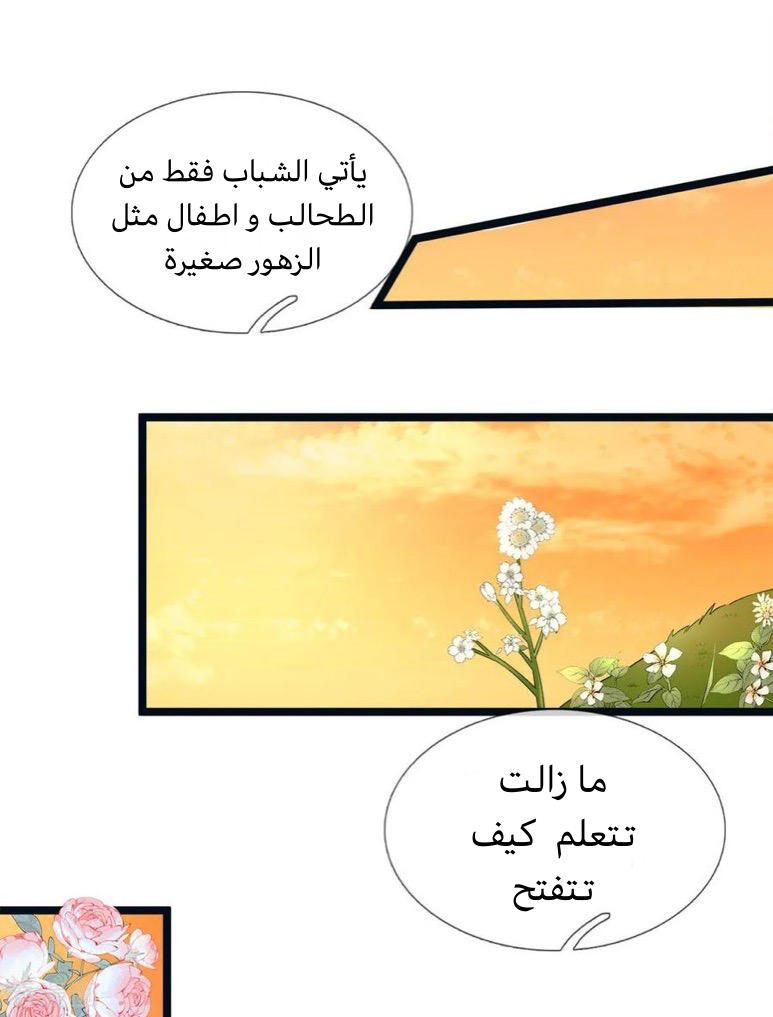 يأتي الشباب فقط من
الطحالب و اطفال مثل
الزهور صغيرة
ما زالت
تتعلم كيف
تتفتح